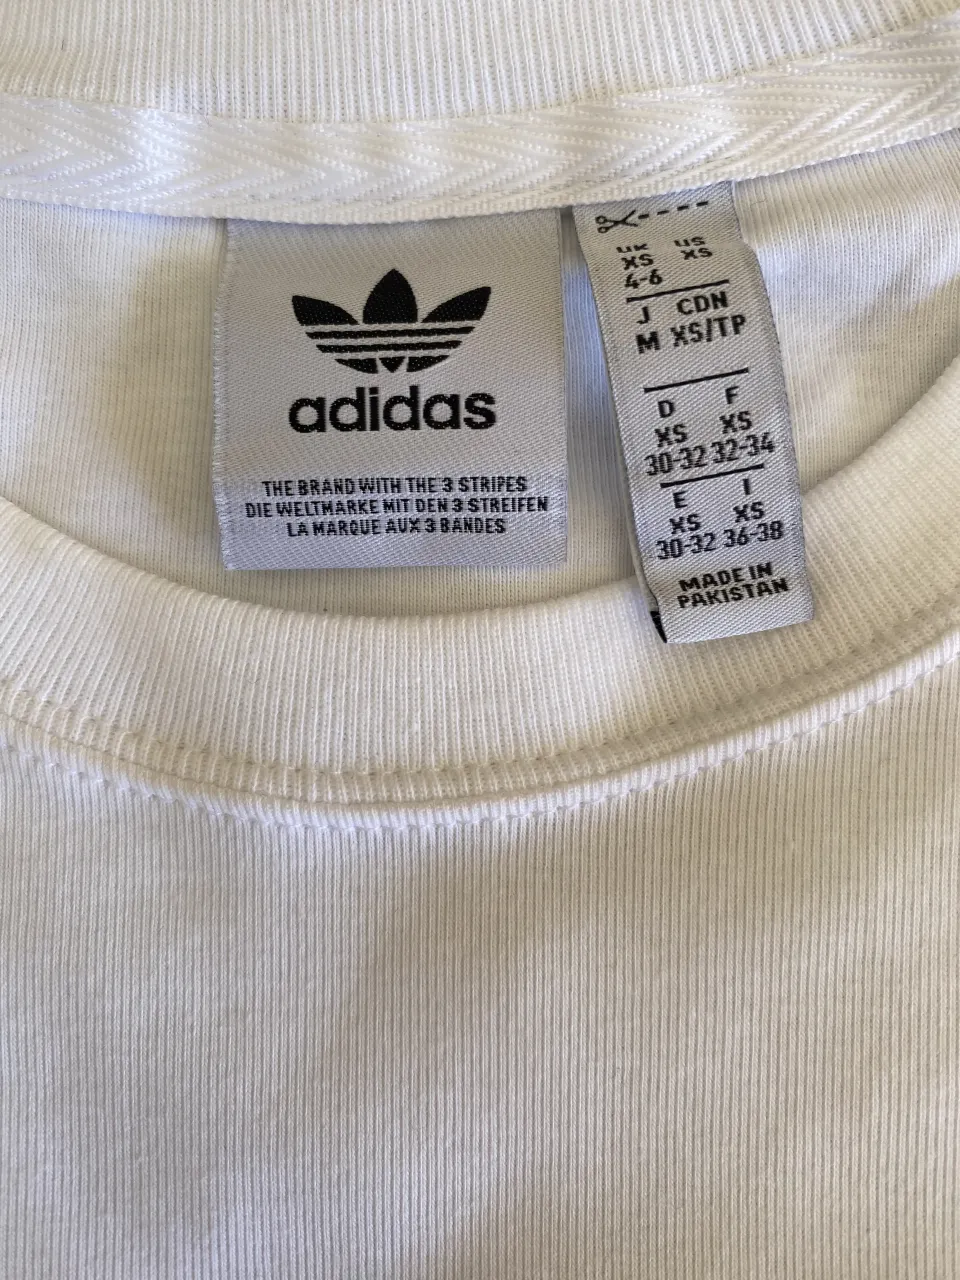 adidas
THE BRAND WITH THE 3 STRIPES
DIE WELTMARKE MIT DEN 3 STREIFEN
LA MARQUE AUX 3 BANDES
UK US
XS XS
4-6
J CDN
M XS/TP
D F
XS XS
30-32 32-34
E I
XS XS
30-32 36-38
MADE IN
PAKISTAN